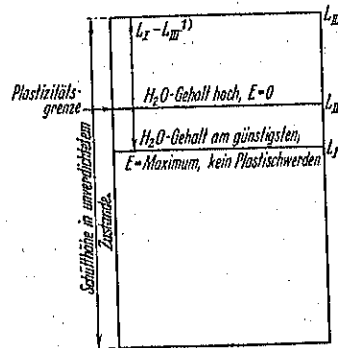 L_III
L_I – L_III ¹⁾
Plastizitäts-
grenze
H₂O-Gehalt hoch, E=0
L_II
H₂O-Gehalt am günstigsten,
L_I
E=Maximum, kein Plastischwerden
Schütthöhe in unverdichtetem
Zustande